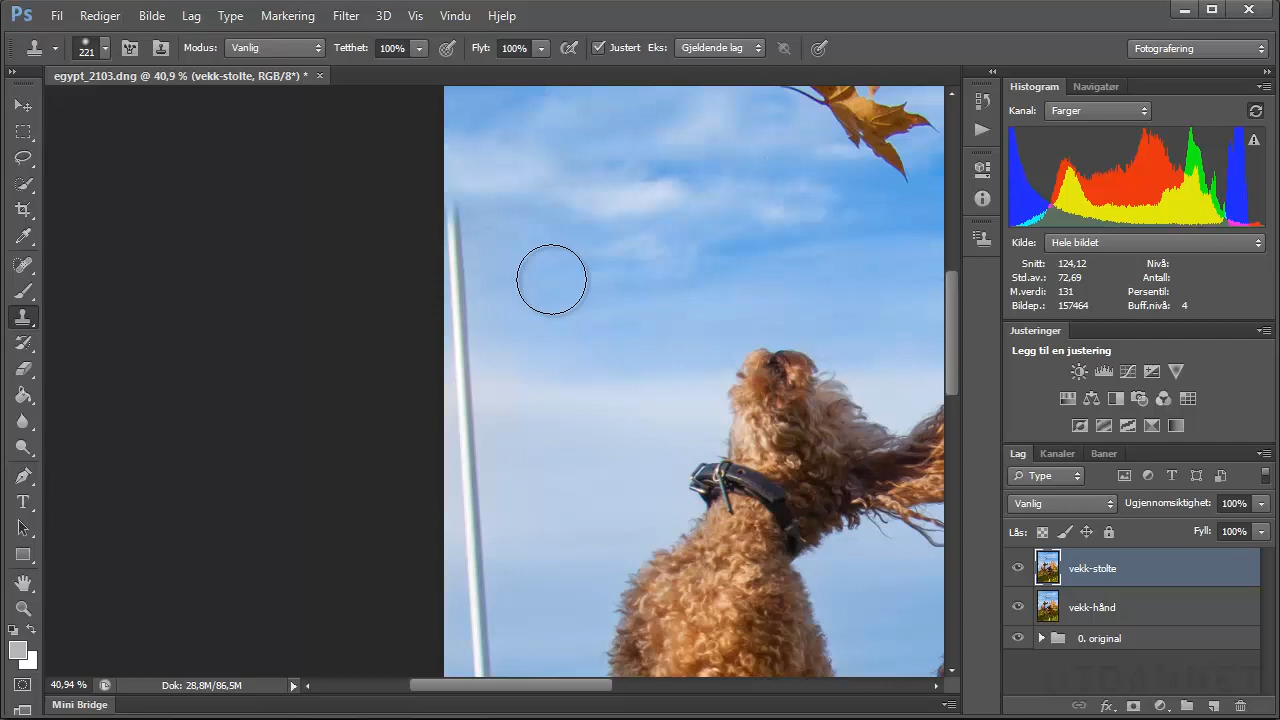 Ps Fil Rediger Bilde Lag Type Markering Filter 3D Vis Vindu Hjelp
221 Modus: Vanlig Tetthet: 100% Flyt: 100% Justert Eks: Gjeldende lag Fotografering
egypt_2103.dng @ 40,9 % (vekk-stolte, RGB/8*) *
Histogram Navigatør
Kanal: Farger
Kilde: Hele bildet
Snitt: 124,12 Nivå:
Std.av.: 72,69 Antall:
M.verdi: 131 Persentil:
Bildep.: 157464 Buff.nivå: 4
Justeringer
Legg til en justering
Lag Kanaler Baner
Type
Vanlig Ugjennomsiktighet: 100%
Lås: Fyll: 100%
vekk-stolte
vekk-hånd
0. original
40,94 % Dok: 28,8M/86,5M
Mini Bridge
fx